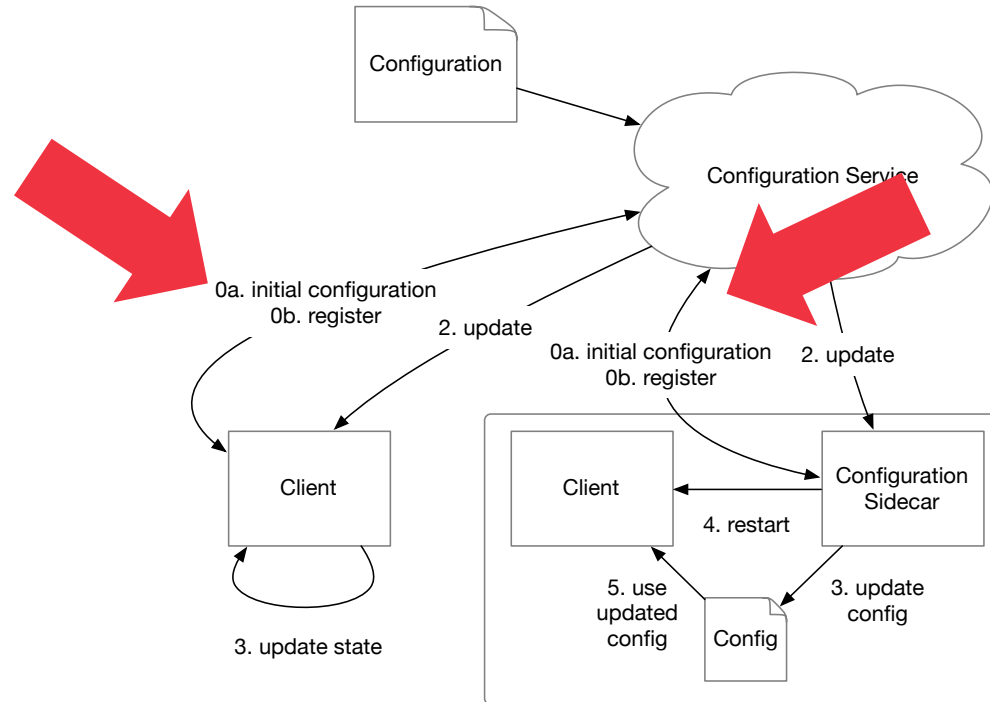 Configuration
Configuration Service
0a. initial configuration
0b. register
2. update
0a. initial configuration
0b. register
2. update
Client
Client
Configuration
Sidecar
4. restart
5. use
updated
config
3. update
config
Config
3. update state